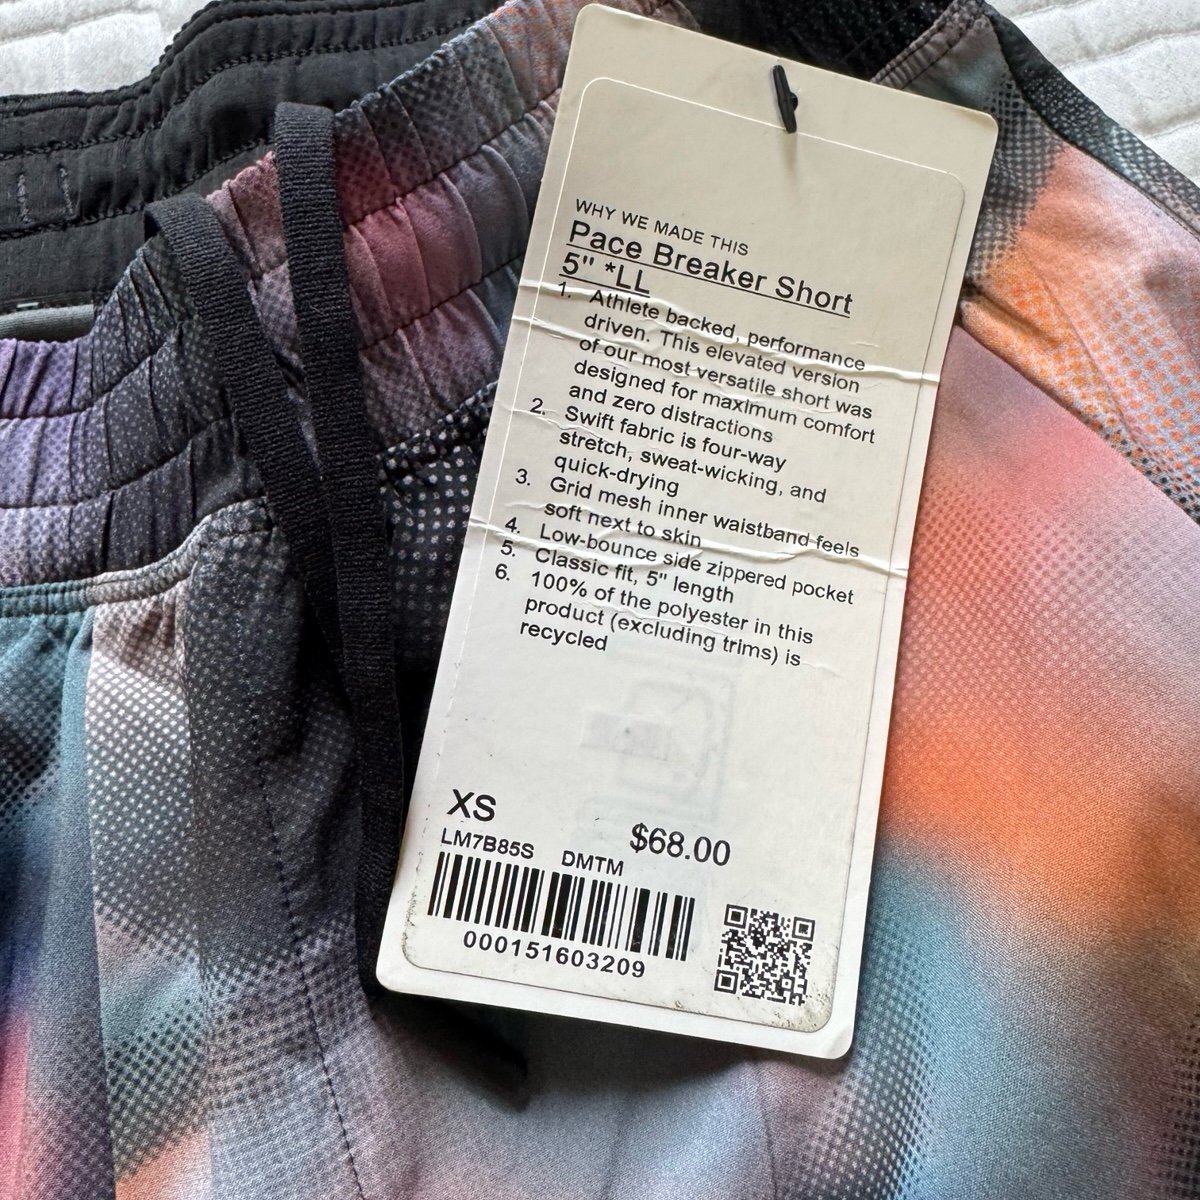 WHY WE MADE THIS
Pace Breaker Short
5" *LL
1. Athlete backed, performance
driven. This elevated version
of our most versatile short was
designed for maximum comfort
and zero distractions
2. Swift fabric is four-way
stretch, sweat-wicking, and
quick-drying
3. Grid mesh inner waistband feels
soft next to skin
4. Low-bounce side zippered pocket
5. Classic fit, 5" length
6. 100% of the polyester in this
product (excluding trims) is
recycled
XS
$68.00
LM7B85S DMTM
000151603209